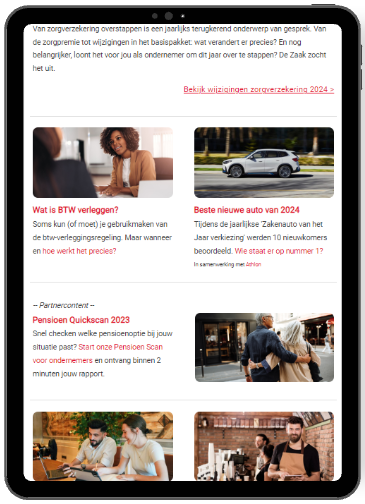 Van zorgverzekering overstappen is een jaarlijks terugkerend onderwerp van gesprek. Van
de zorgpremie tot wijzigingen in het basispakket: wat verandert er precies? En nog
belangrijker, loont het voor jou als ondernemer om dit jaar over te stappen? De Zaak zocht
het uit.
Bekijk wijzigingen zorgverzekering 2024 »
Wat is BTW verleggen?
Soms kun (of moet) je gebruikmaken van
de btw-verleggingsregeling. Maar wanneer
en hoe werkt het precies?
Beste nieuwe auto van 2024
Tijdens de jaarlijkse 'Zakenauto van het
Jaar verkiezing' werden 10 nieuwkomers
beoordeeld. Wie staat er op nummer 1?
In samenwerking met Athlon
-- Partnercontent --
Pensioen Quickscan 2023
Snel checken welke pensioenoptie bij jouw
situatie past? Start onze Pensioen Scan
voor ondernemers en ontvang binnen 2
minuten jouw rapport.